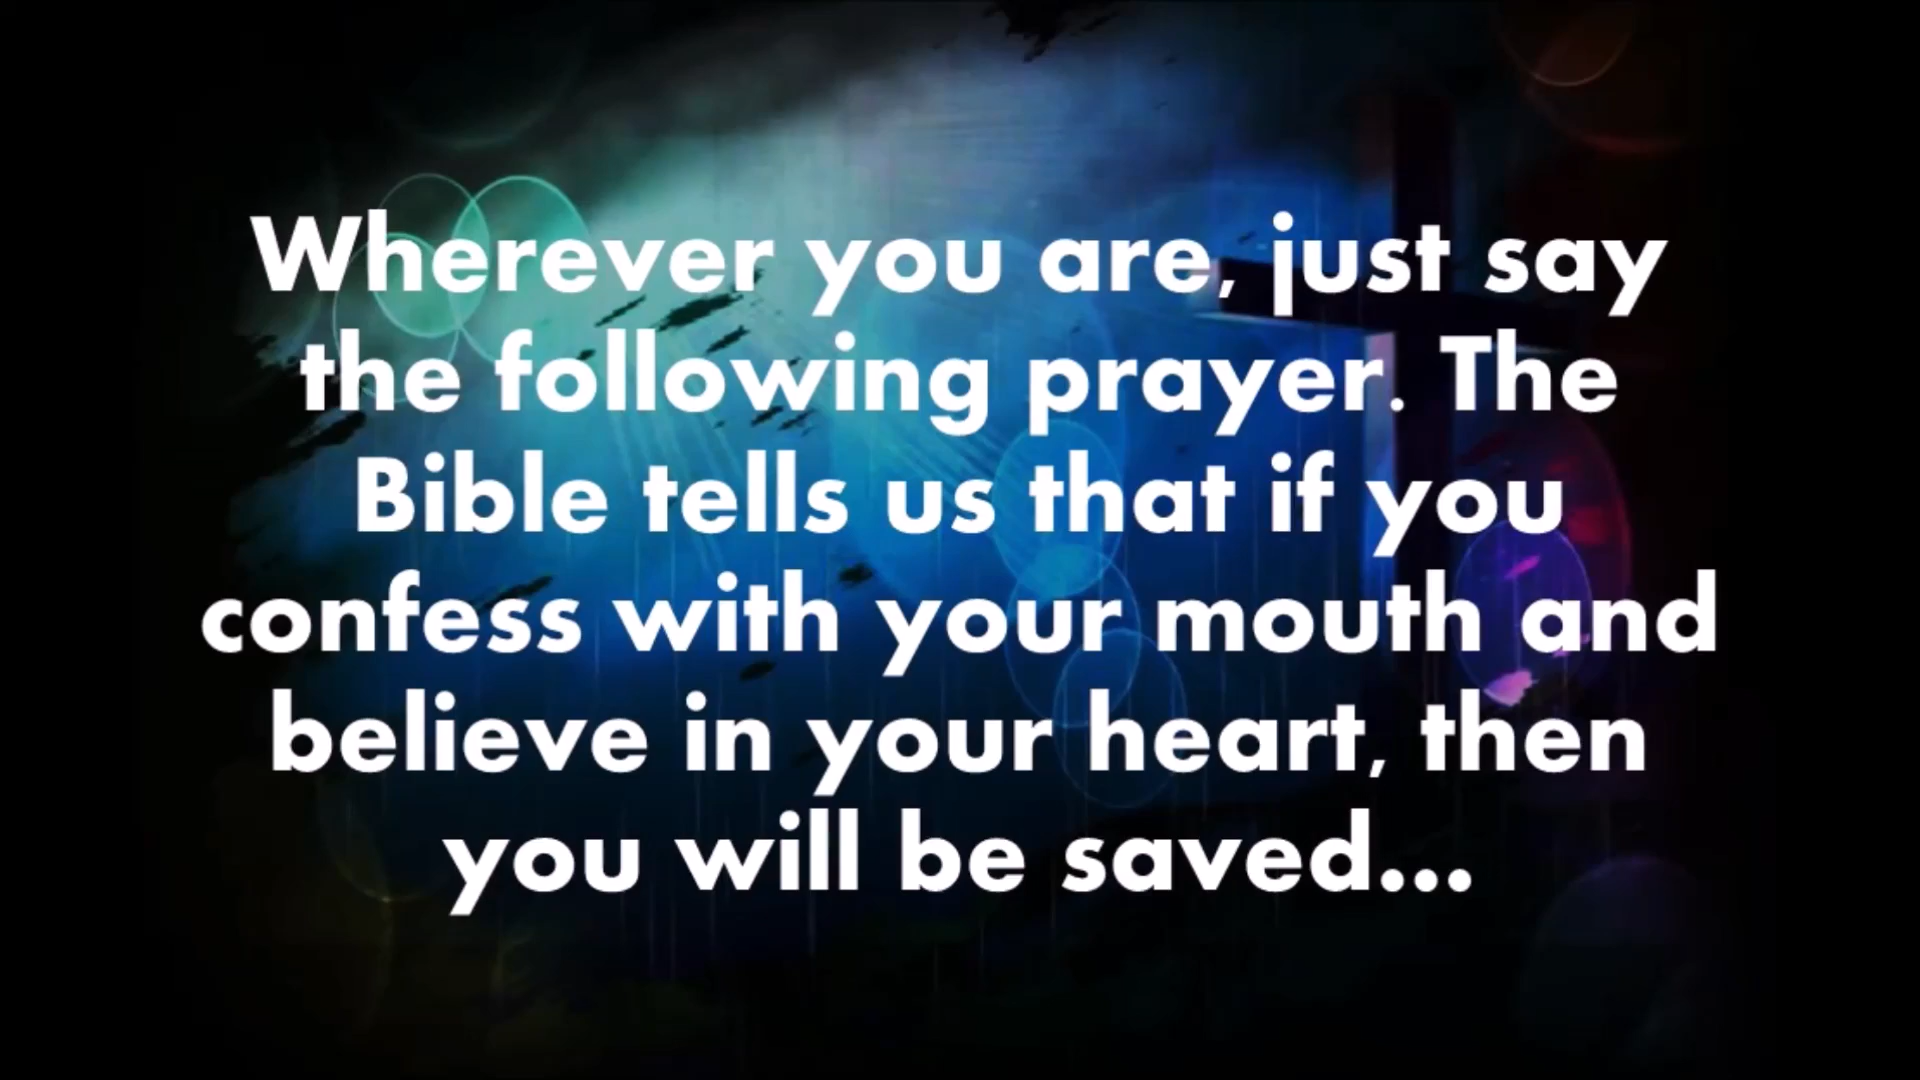 Wherever you are, just say
the following prayer. The
Bible tells us that if you
confess with your mouth and
believe in your heart, then
you will be saved...